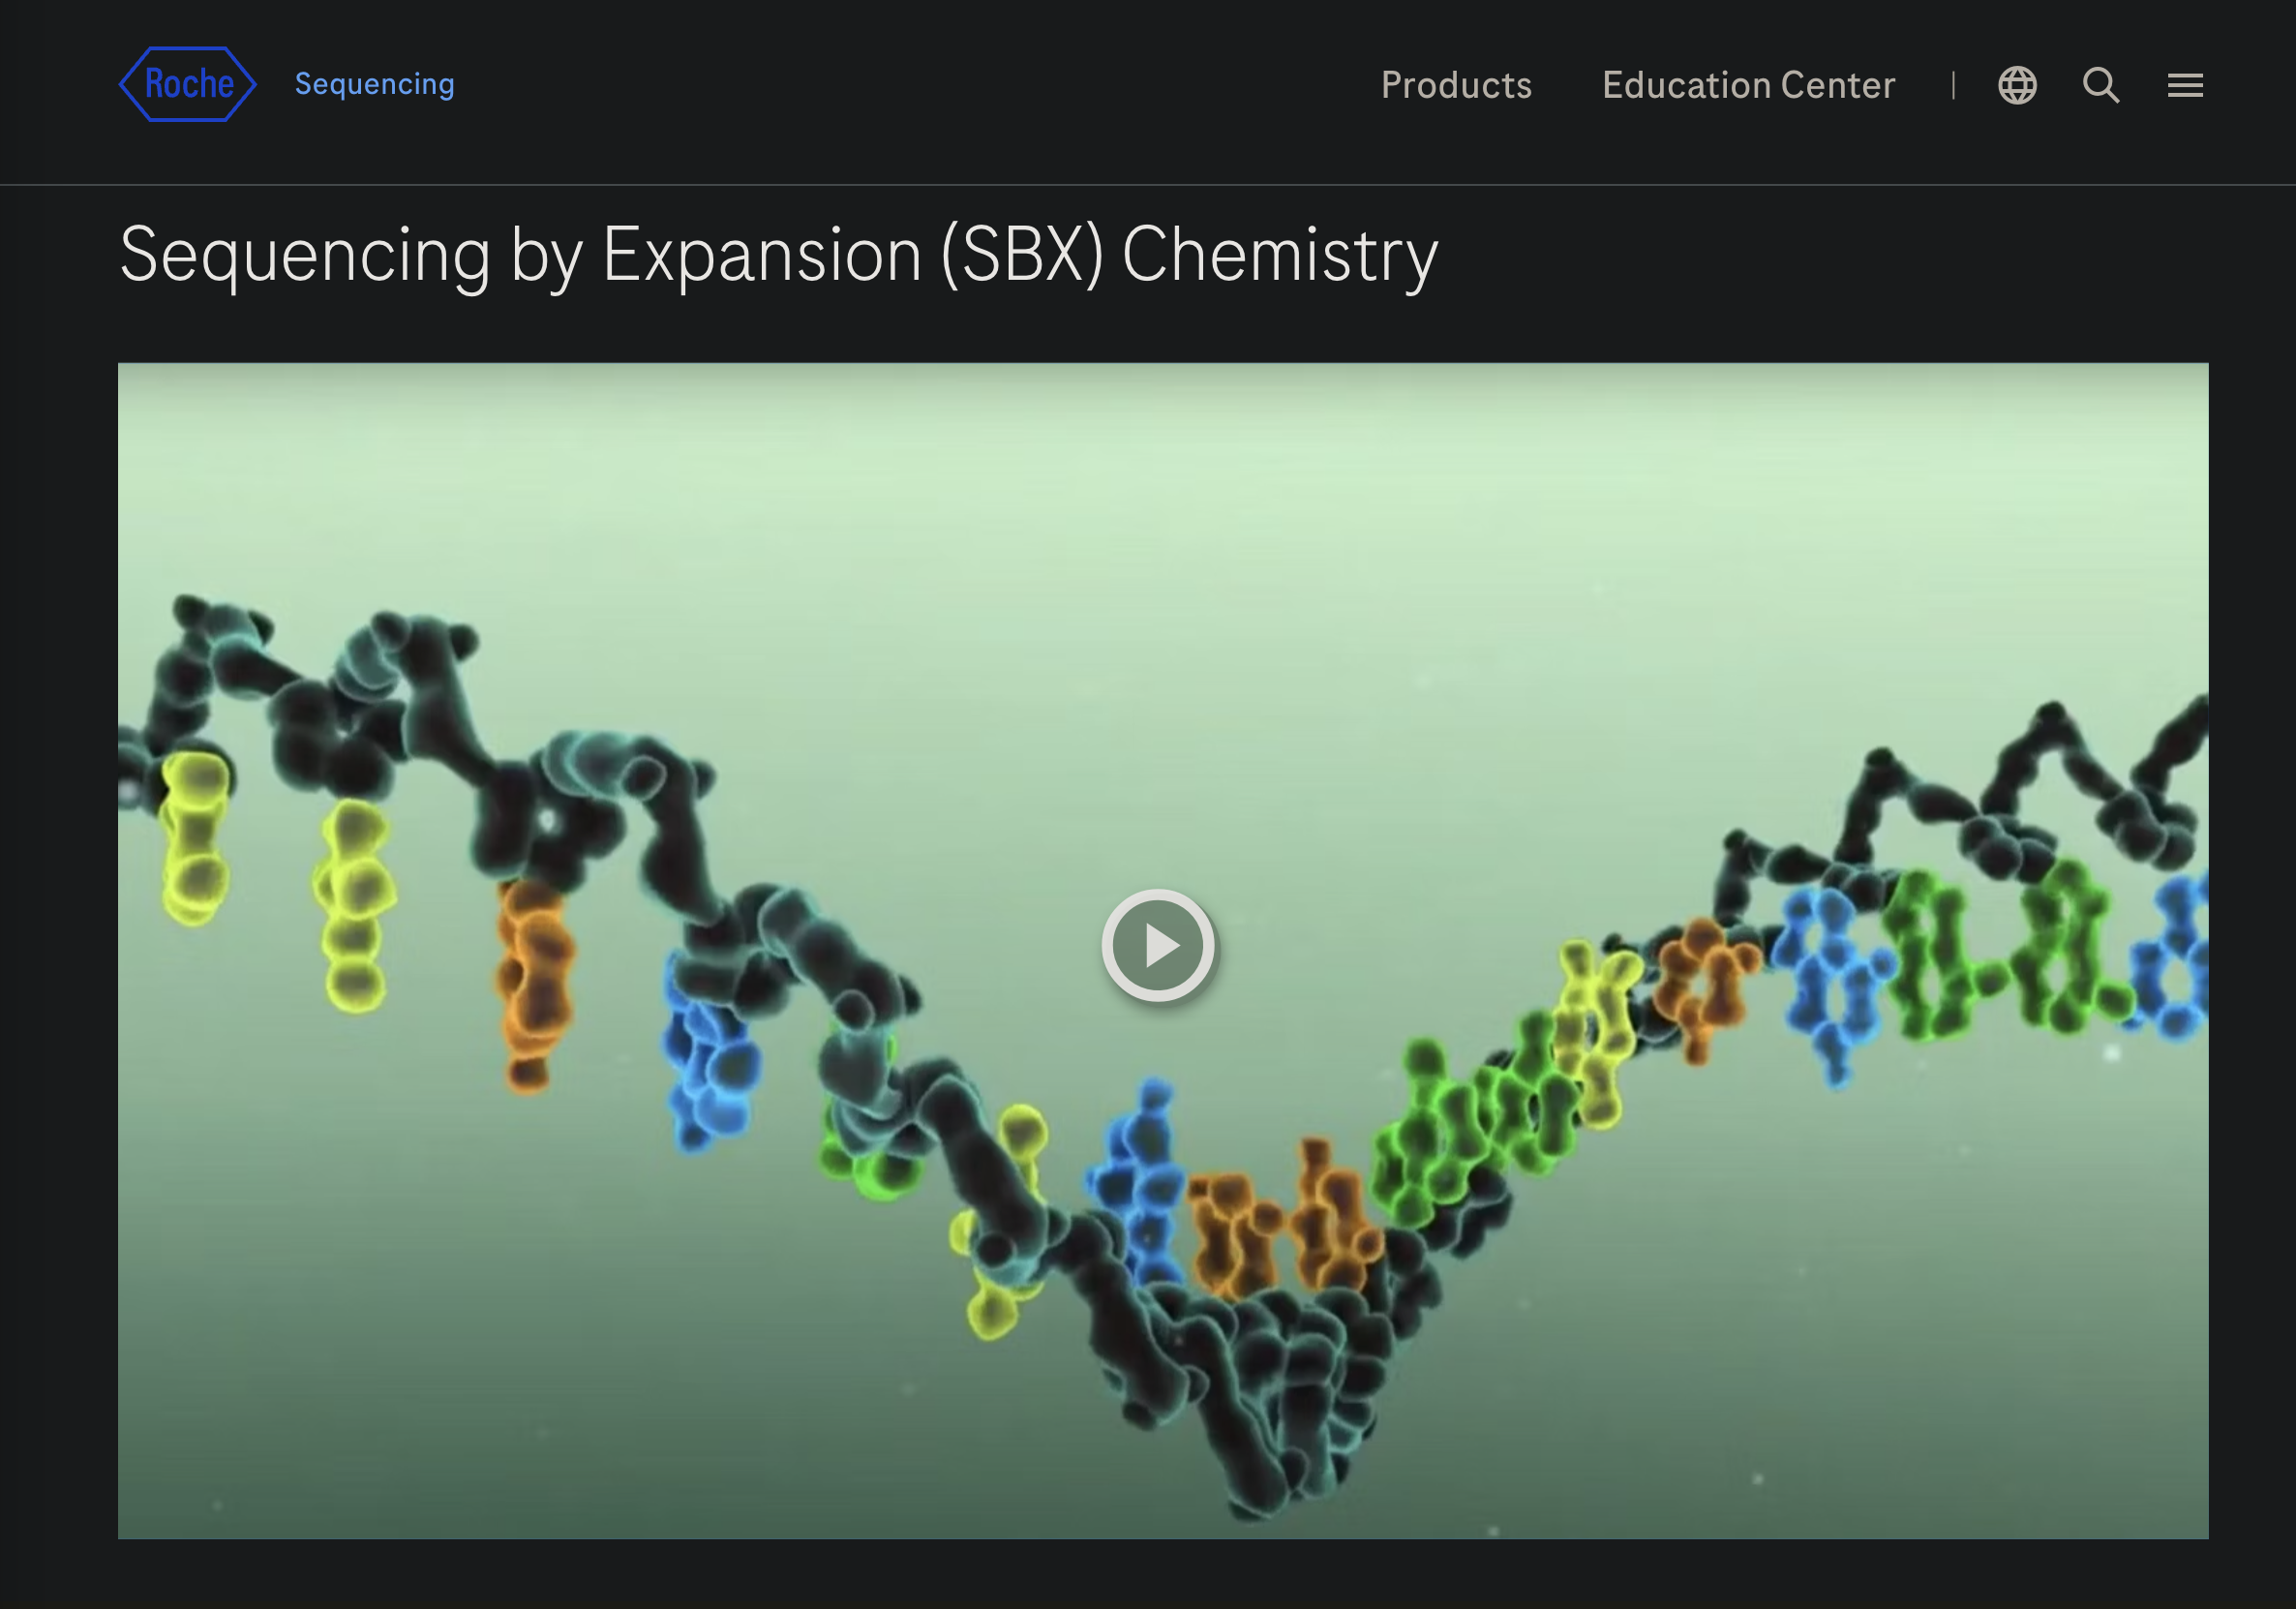 Roche
Sequencing
Products
Education Center
Sequencing by Expansion (SBX) Chemistry